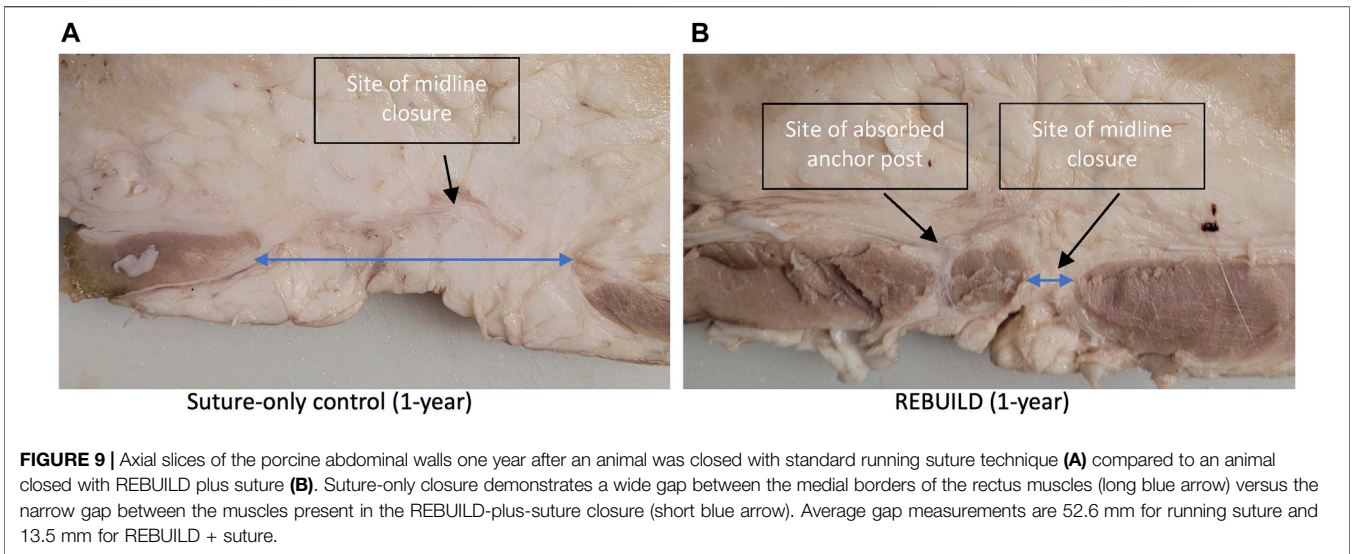 A
B
Site of midline
closure
Site of absorbed
anchor post
Site of midline
closure
Suture-only control (1-year)
REBUILD (1-year)
FIGURE 9 | Axial slices of the porcine abdominal walls one year after an animal was closed with standard running suture technique (A) compared to an animal
closed with REBUILD plus suture (B). Suture-only closure demonstrates a wide gap between the medial borders of the rectus muscles (long blue arrow) versus the
narrow gap between the muscles present in the REBUILD-plus-suture closure (short blue arrow). Average gap measurements are 52.6 mm for running suture and
13.5 mm for REBUILD + suture.